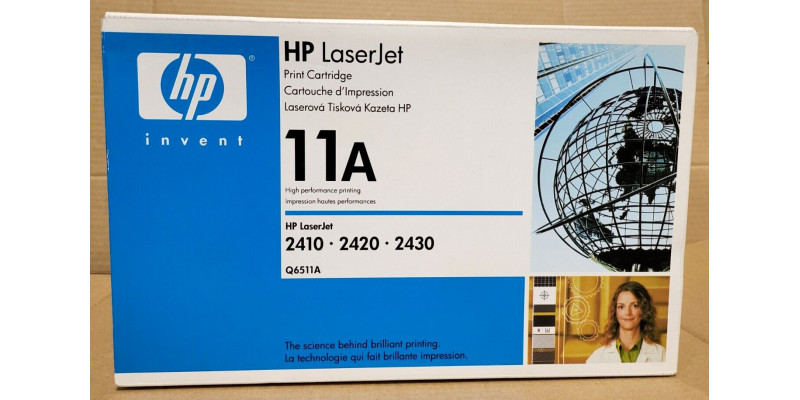 hp
®
invent
HP LaserJet
Print Cartridge
Cartouche d'Impression
Laserová Tisková Kazeta HP
11A
High performance printing
Impression hautes performances
HP LaserJet
2410 · 2420 · 2430
Q6511A
The science behind brilliant printing.
La technologie qui fait brillante impression.